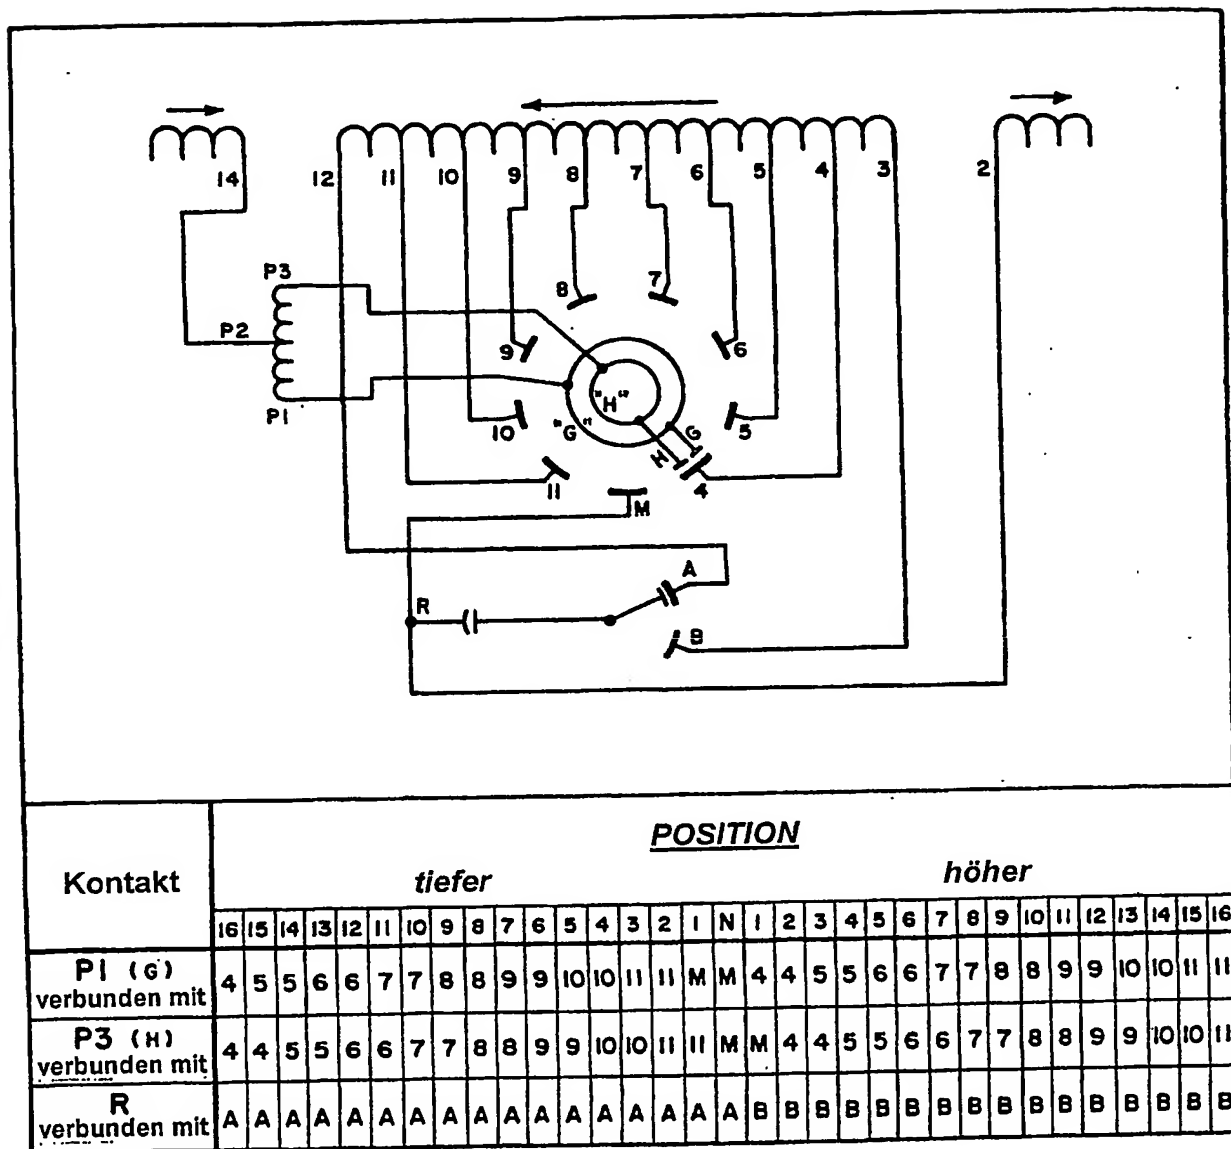 14 12 11 10 9 8 7 6 5 4 3 2
P3
8 7
P2
9 6
"H"
P1
"G" G
10 5
H
11 4
M
A
R
B
POSITION
Kontakt
tiefer höher
16 15 14 13 12 11 10 9 8 7 6 5 4 3 2 1 N 1 2 3 4 5 6 7 8 9 10 11 12 13 14 15 16
P1 (G)
verbunden mit
4 5 5 6 6 7 7 8 8 9 9 10 10 11 11 M M 4 4 5 5 6 6 7 7 8 8 9 9 10 10 11 11
P3 (H)
verbunden mit
4 4 5 5 6 6 7 7 8 8 9 9 10 10 11 11 M M 4 4 5 5 6 6 7 7 8 8 9 9 10 10 11
R
verbunden mit
A A A A A A A A A A A A A A A A A B B B B B B B B B B B B B B B B